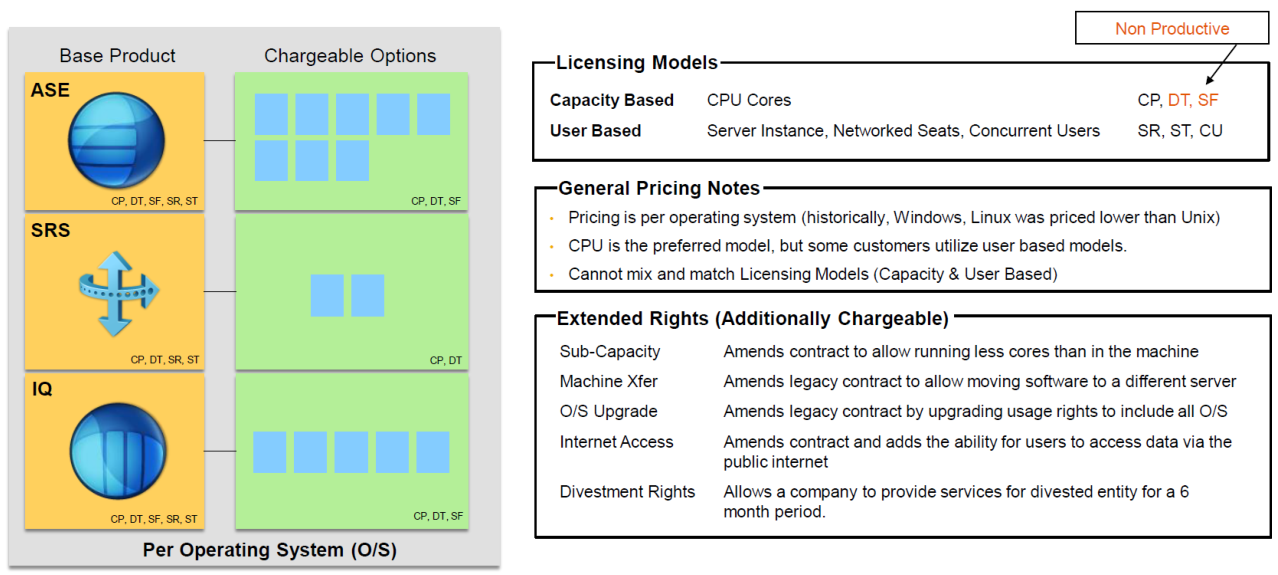 Base Product
Chargeable Options
ASE
CP, DT, SF, SR, ST
CP, DT, SF
SRS
CP, DT, SR, ST
CP, DT
IQ
CP, DT, SF, SR, ST
CP, DT, SF
Per Operating System (O/S)
Non Productive
Licensing Models
Capacity Based CPU Cores CP, DT, SF
User Based Server Instance, Networked Seats, Concurrent Users SR, ST, CU
General Pricing Notes
• Pricing is per operating system (historically, Windows, Linux was priced lower than Unix)
• CPU is the preferred model, but some customers utilize user based models.
• Cannot mix and match Licensing Models (Capacity & User Based)
Extended Rights (Additionally Chargeable)
Sub-Capacity Amends contract to allow running less cores than in the machine
Machine Xfer Amends legacy contract to allow moving software to a different server
O/S Upgrade Amends legacy contract by upgrading usage rights to include all O/S
Internet Access Amends contract and adds the ability for users to access data via the
public internet
Divestment Rights Allows a company to provide services for divested entity for a 6
month period.